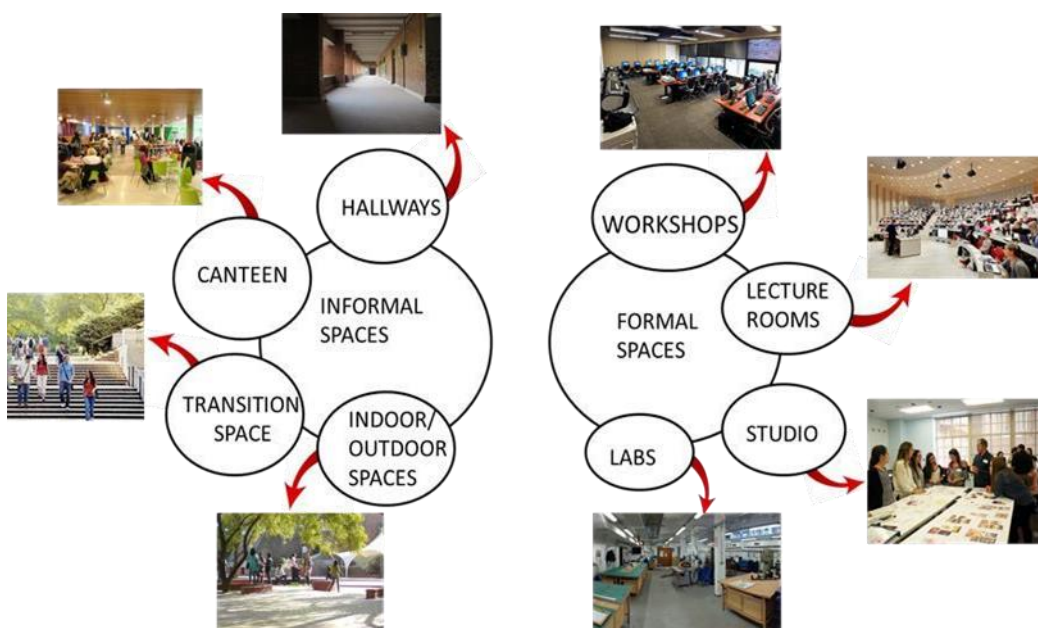 HALLWAYS
CANTEEN
INFORMAL
SPACES
TRANSITION
SPACE
INDOOR/
OUTDOOR
SPACES
WORKSHOPS
LECTURE
ROOMS
FORMAL
SPACES
STUDIO
LABS